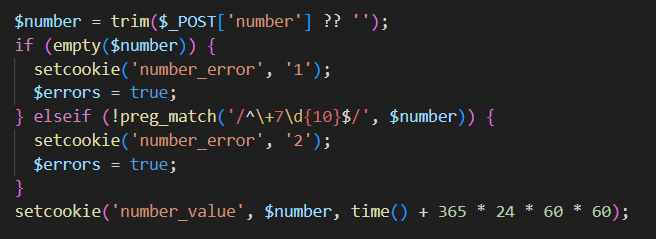 $number = trim($_POST['number'] ?? '');
if (empty($number)) {
  setcookie('number_error', '1');
  $errors = true;
} elseif (!preg_match('/^\+7\d{10}$/', $number)) {
  setcookie('number_error', '2');
  $errors = true;
}
setcookie('number_value', $number, time() + 365 * 24 * 60 * 60);